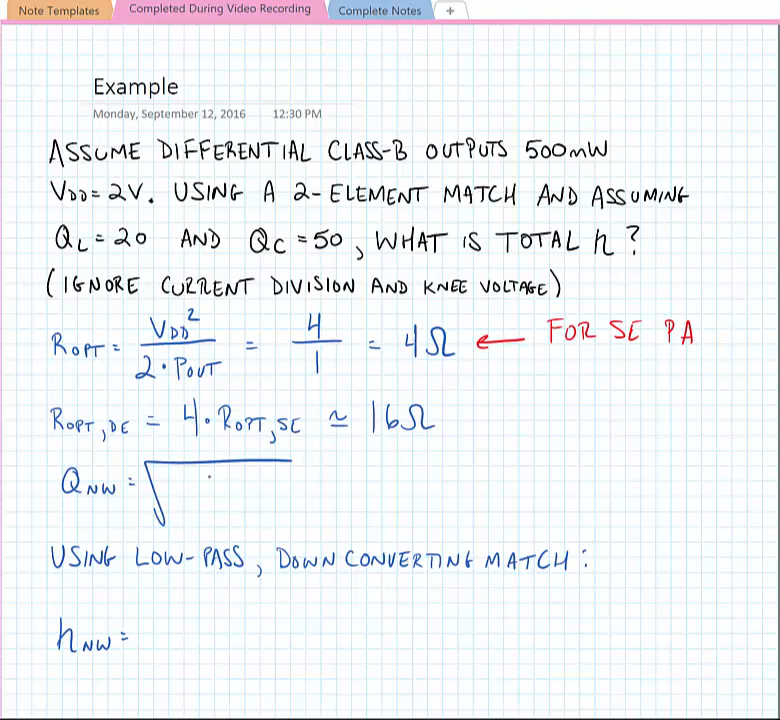 Note Templates
Completed During Video Recording
Complete Notes
+
Example
Monday, September 12, 2016 12:30 PM
ASSUME DIFFERENTIAL CLASS-B OUTPUTS 500mW
VDD = 2V. USING A 2-ELEMENT MATCH AND ASSUMING
QL = 20 AND QC = 50, WHAT IS TOTAL η?
(IGNORE CURRENT DIVISION AND KNEE VOLTAGE)
ROPT = VDD² / 2·POUT = 4/1 = 4Ω ← FOR SE PA
ROPT,DE = 4·ROPT,SE ≃ 16Ω
QNW = √
USING LOW-PASS, DOWN CONVERTING MATCH:
ηNW =